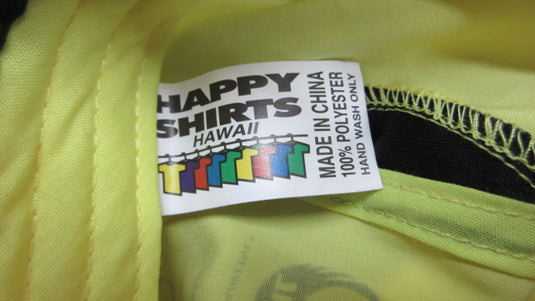 HAPPY
SHIRTS
HAWAII
MADE IN CHINA
100% POLYESTER
HAND WASH ONLY